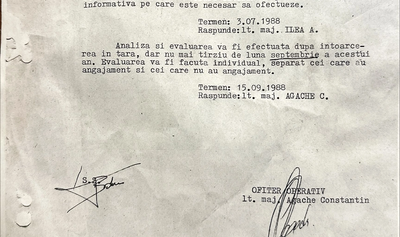 informativa pe care este necesar sa efectueze.
Termen: 3.07.1988
Raspunde:lt. maj. ILEA A.
Analiza si evaluarea va fi efectuata dupa intoarce-
rea in tara, dar nu mai tirziu de luna septembrie a acestui
an. Evaluarea va fi facuta individual, separat cei care au
angajament si cei care nu au angajament.
Termen: 15.09.1988
Raspunde:lt. maj. AGACHE C.
OFITER OPERATIV
lt. maj. Agache Constantin